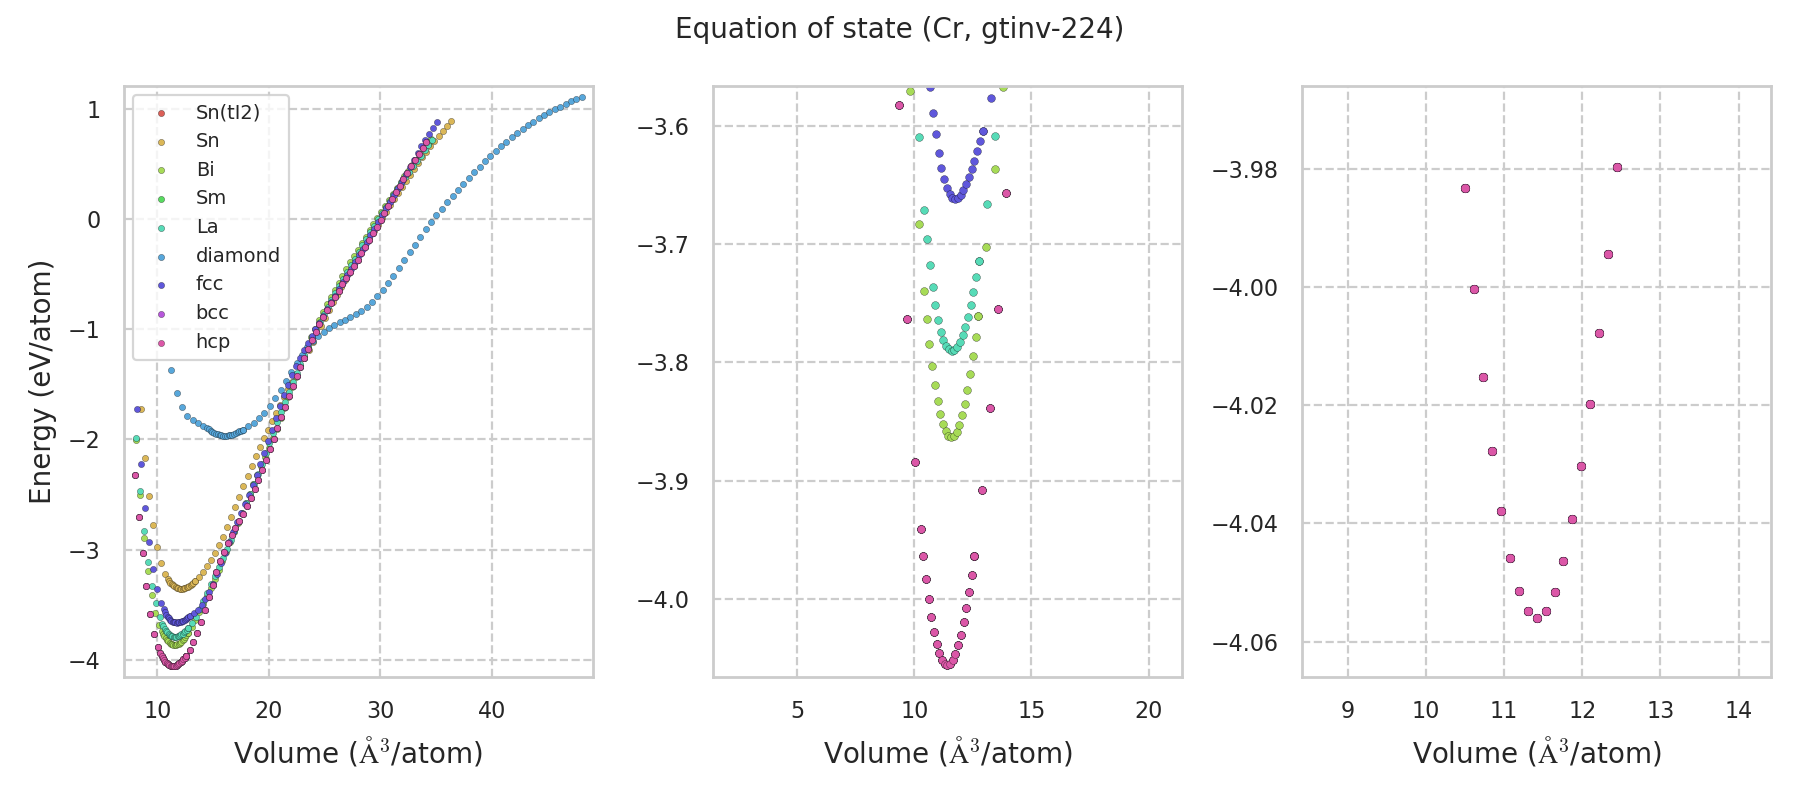 Equation of state (Cr, gtinv-224)
Energy (eV/atom)
1
0
−1
−2
−3
−4
Sn(tI2)
Sn
Bi
Sm
La
diamond
fcc
bcc
hcp
10 20 30 40
Volume (Å³/atom)
−3.6
−3.7
−3.8
−3.9
−4.0
5 10 15 20
Volume (Å³/atom)
−3.98
−4.00
−4.02
−4.04
−4.06
9 10 11 12 13 14
Volume (Å³/atom)